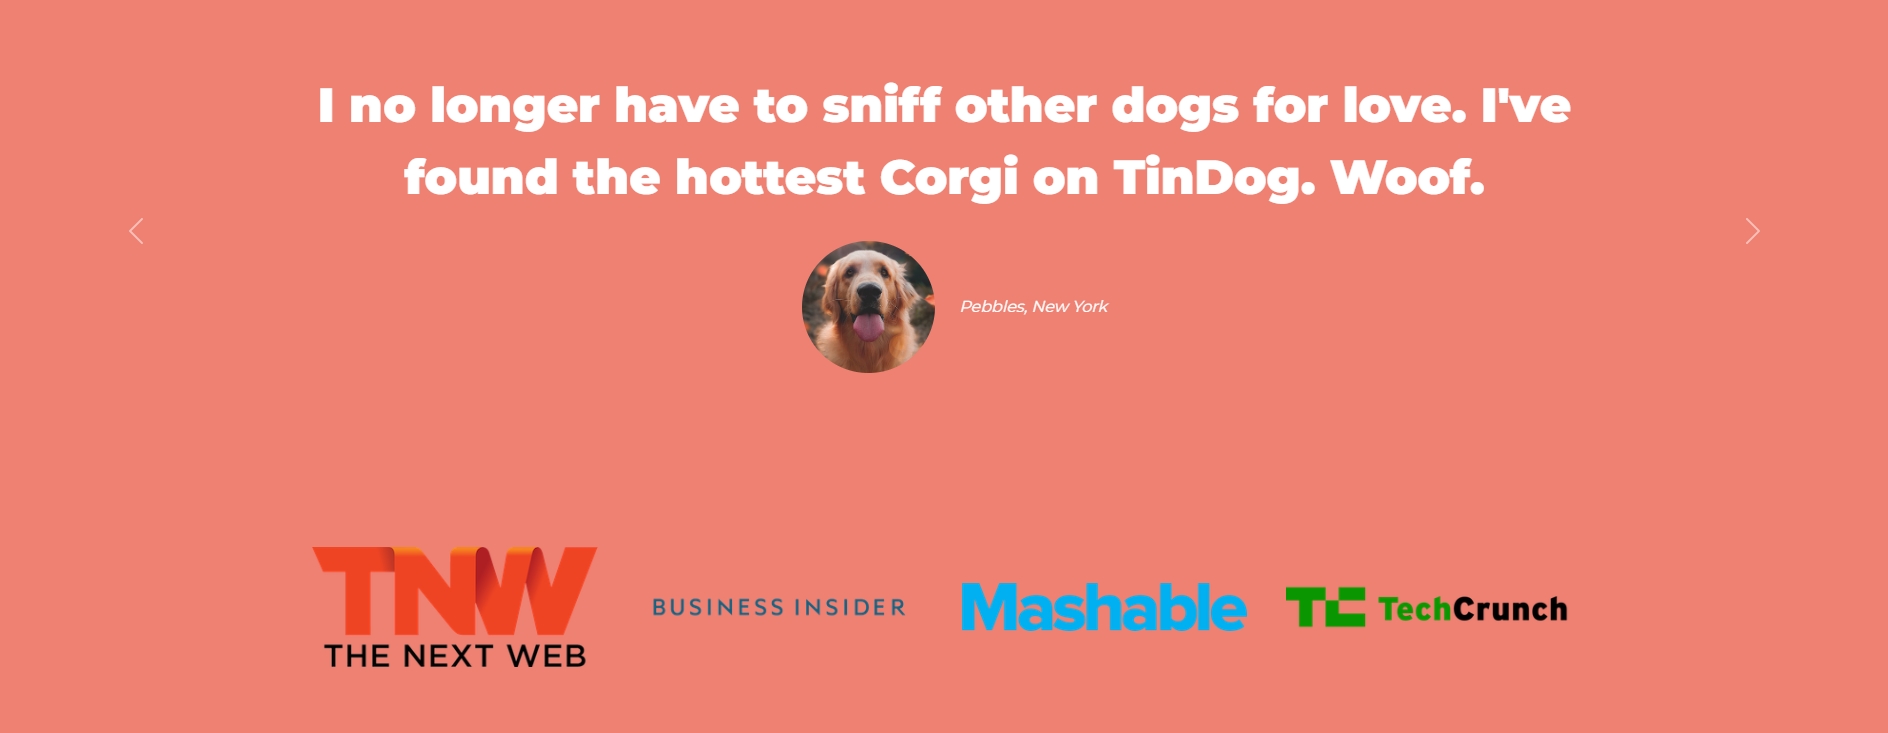 I no longer have to sniff other dogs for love. I've
found the hottest Corgi on TinDog. Woof.
Pebbles, New York
TNW
THE NEXT WEB
BUSINESS INSIDER
Mashable
TC TechCrunch